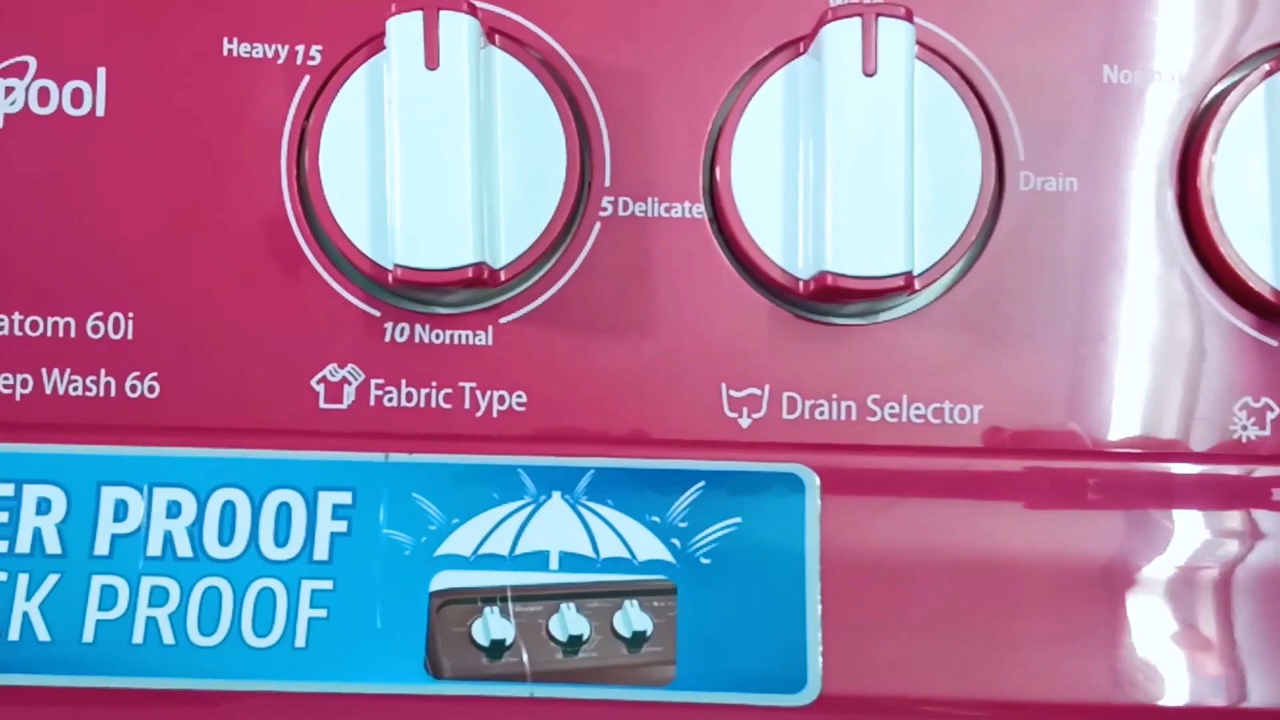 pool
Heavy 15
5 Delicate
10 Normal
Fabric Type
Drain
Drain Selector
atom 60i
ep Wash 66
ER PROOF
CK PROOF